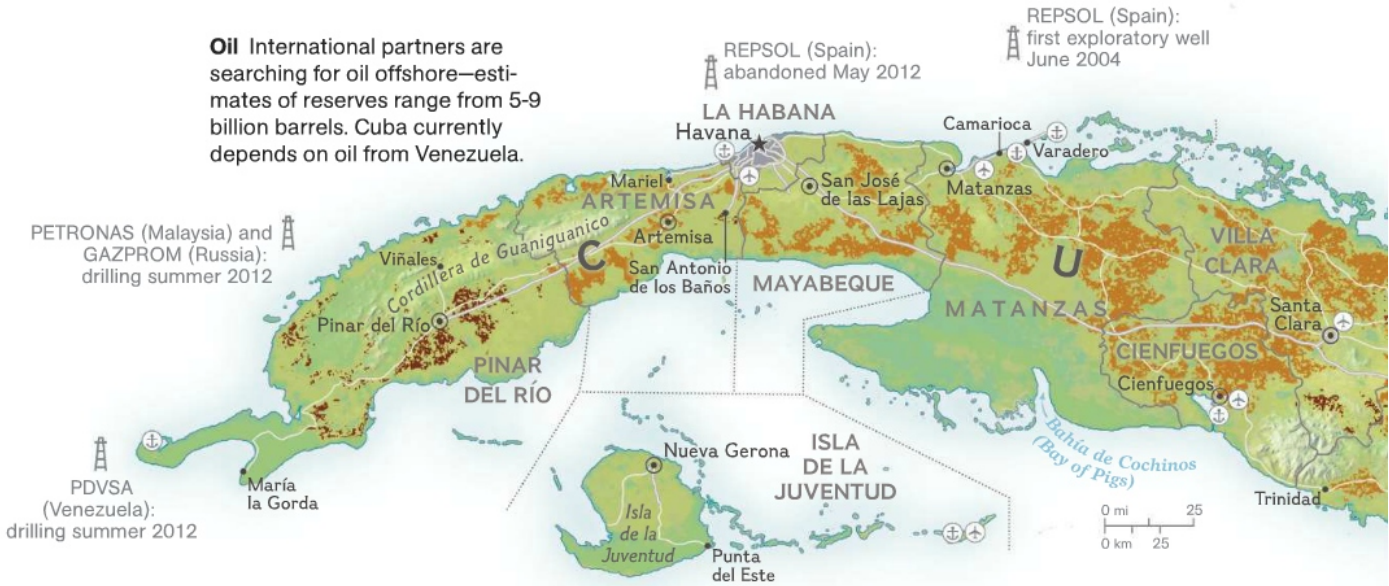 Oil International partners are
searching for oil offshore—esti-
mates of reserves range from 5-9
billion barrels. Cuba currently
depends on oil from Venezuela.
REPSOL (Spain):
abandoned May 2012
REPSOL (Spain):
first exploratory well
June 2004
PETRONAS (Malaysia) and
GAZPROM (Russia):
drilling summer 2012
PDVSA
(Venezuela):
drilling summer 2012
LA HABANA
Havana
Camarioca
Varadero
Mariel
ARTEMISA
Artemisa
San José
de las Lajas
Matanzas
Viñales
Cordillera de Guaniguanico
C
U
San Antonio
de los Baños
MAYABEQUE
MATANZAS
VILLA
CLARA
Santa
Clara
Pinar del Río
PINAR
DEL RÍO
CIENFUEGOS
Cienfuegos
María
la Gorda
Nueva Gerona
ISLA
DE LA
JUVENTUD
Isla
de la
Juventud
Punta
del Este
Bahía de Cochinos
(Bay of Pigs)
Trinidad
0 mi 25
0 km 25